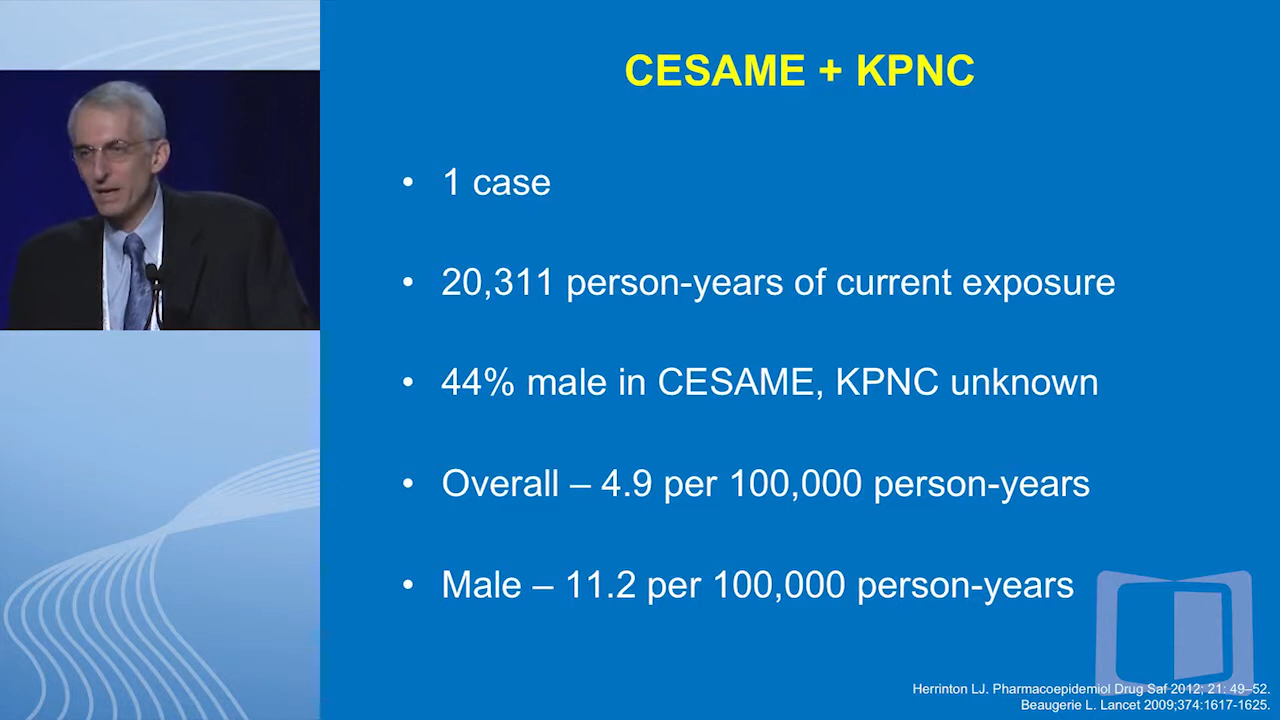 CESAME + KPNC
• 1 case
• 20,311 person-years of current exposure
• 44% male in CESAME, KPNC unknown
• Overall – 4.9 per 100,000 person-years
• Male – 11.2 per 100,000 person-years
Herrinton LJ. Pharmacoepidemiol Drug Saf 2012; 21: 49–52.
Beaugerie L. Lancet 2009;374:1617-1625.